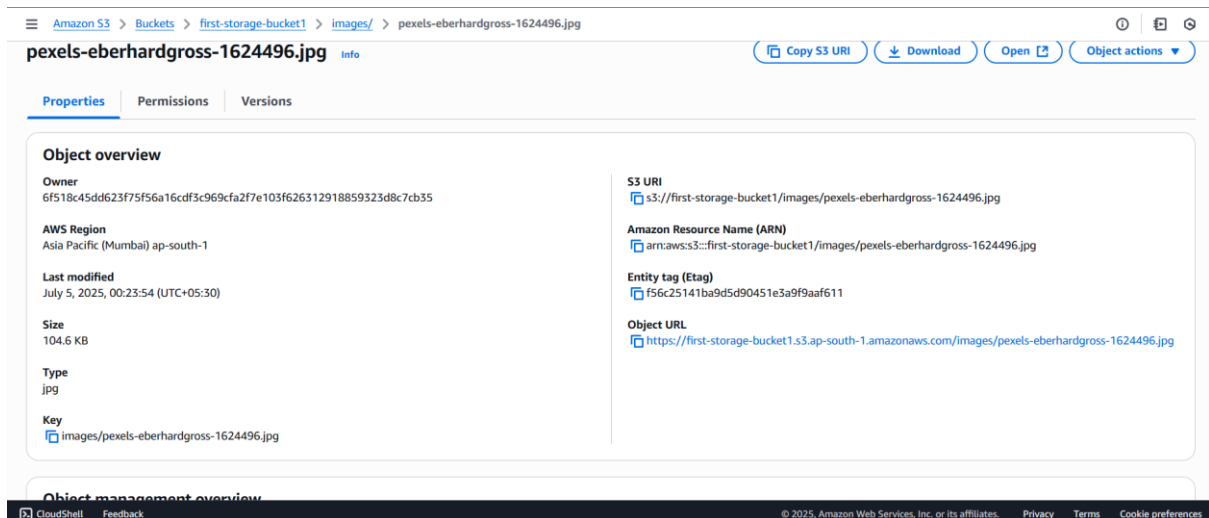 Amazon S3 > Buckets > first-storage-bucket1 > images/ > pexels-eberhardgross-1624496.jpg
pexels-eberhardgross-1624496.jpg Info
Copy S3 URI Download Open Object actions
Properties Permissions Versions
Object overview
Owner
6f518c45dd623f75f56a16cdf3c969cfa2f7e103f626312918859323d8c7cb35
AWS Region
Asia Pacific (Mumbai) ap-south-1
Last modified
July 5, 2025, 00:23:54 (UTC+05:30)
Size
104.6 KB
Type
jpg
Key
images/pexels-eberhardgross-1624496.jpg
S3 URI
s3://first-storage-bucket1/images/pexels-eberhardgross-1624496.jpg
Amazon Resource Name (ARN)
arn:aws:s3:::first-storage-bucket1/images/pexels-eberhardgross-1624496.jpg
Entity tag (Etag)
f56c25141ba9d5d90451e3a9f9aaf611
Object URL
https://first-storage-bucket1.s3.ap-south-1.amazonaws.com/images/pexels-eberhardgross-1624496.jpg
Object management overview
CloudShell Feedback © 2025, Amazon Web Services, Inc. or its affiliates. Privacy Terms Cookie preferences